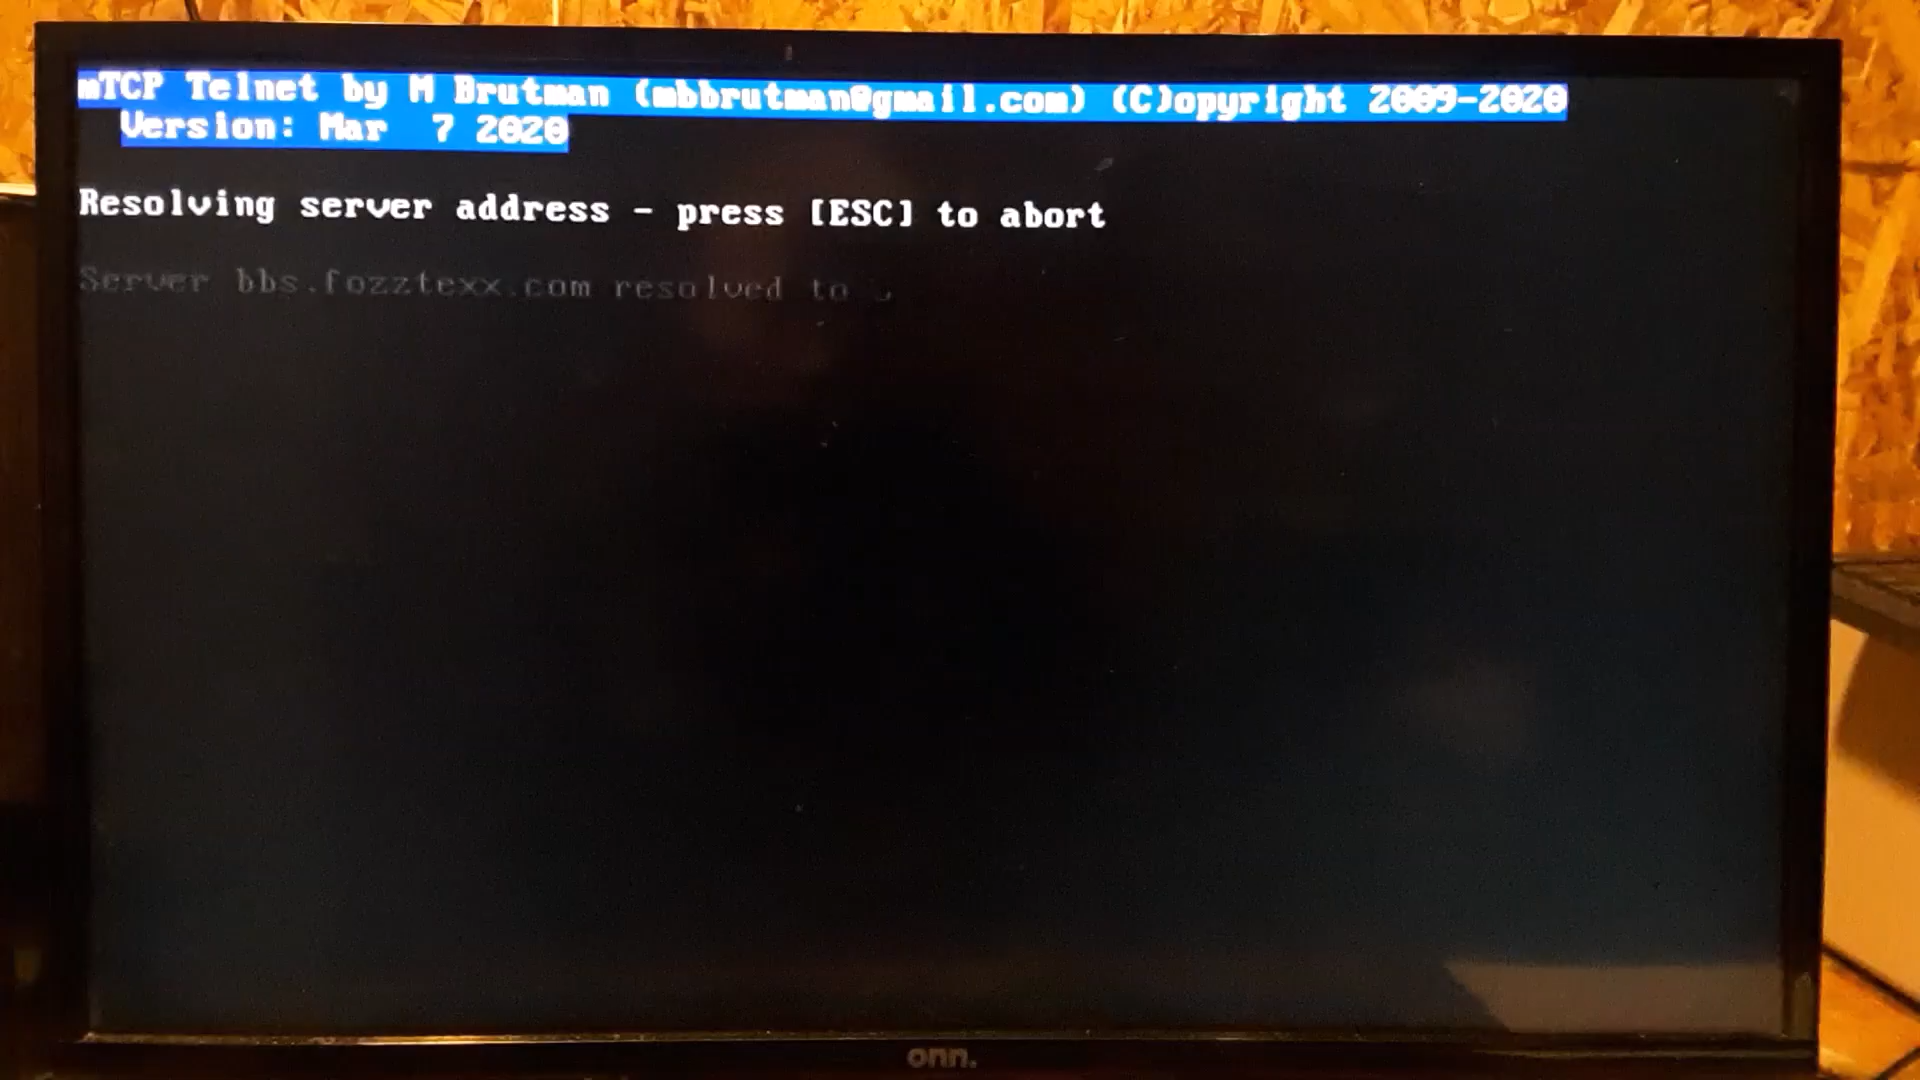 mTCP Telnet by M Brutman (mbbrutman@gmail.com) (C)opyright 2009-2020
Version: Mar  7 2020
Resolving server address - press [ESC] to abort
Server bbs.fozztexx.com resolved to
onn.